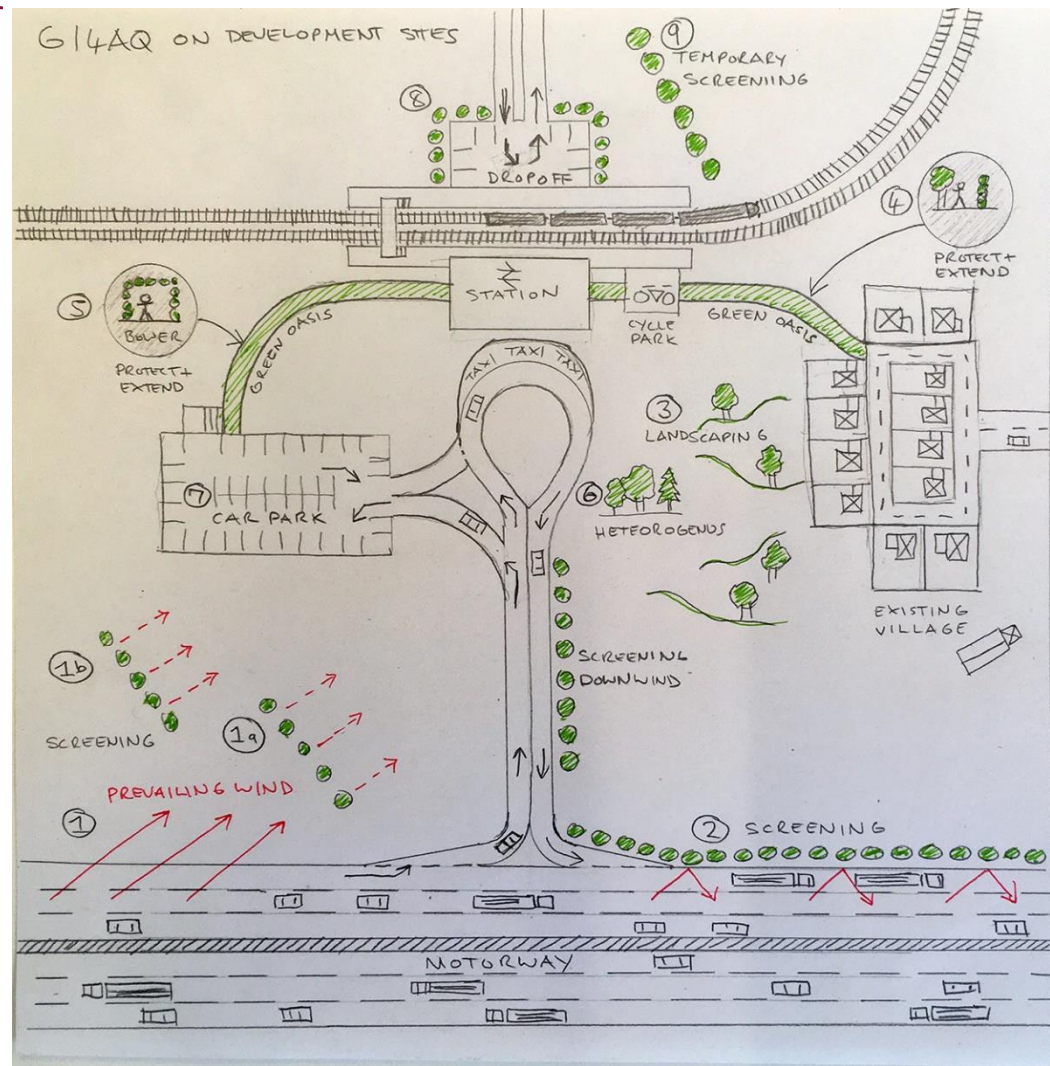 GI4AQ ON DEVELOPMENT SITES
9
TEMPORARY
SCREENIING
8
DROPOFF
4
PROTECT +
EXTEND
5
BOWER
PROTECT +
EXTEND
GREEN OASIS
STATION
CYCLE
PARK
GREEN OASIS
TAXI TAXI TAXI
3
LANDSCAPING
7
CAR PARK
6
HETEOROGENUS
EXISTING
VILLAGE
1b
SCREENING
1a
SCREENING
DOWNWIND
PREVAILING WIND
1
2 SCREENING
MOTORWAY